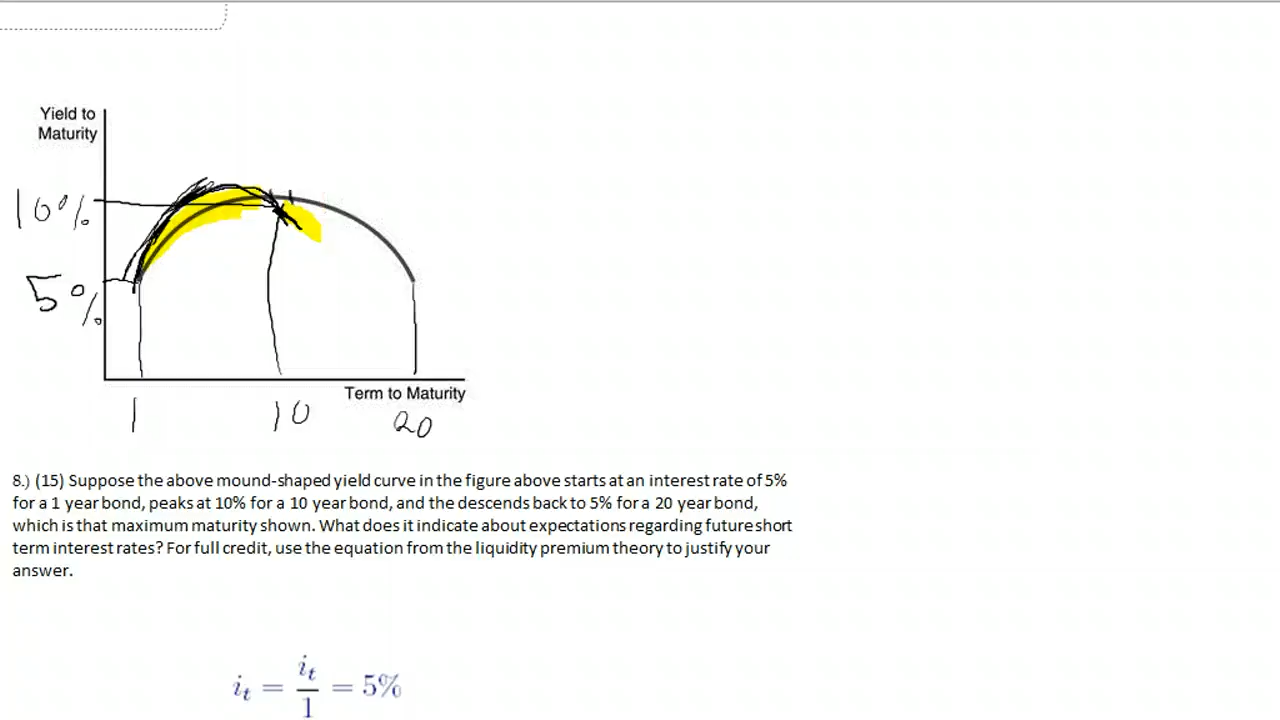 Yield to
Maturity
10%
5%
Term to Maturity
1 10 20
8.) (15) Suppose the above mound-shaped yield curve in the figure above starts at an interest rate of 5%
for a 1 year bond, peaks at 10% for a 10 year bond, and the descends back to 5% for a 20 year bond,
which is that maximum maturity shown. What does it indicate about expectations regarding future short
term interest rates? For full credit, use the equation from the liquidity premium theory to justify your
answer.
i_t = i_t/1 = 5%